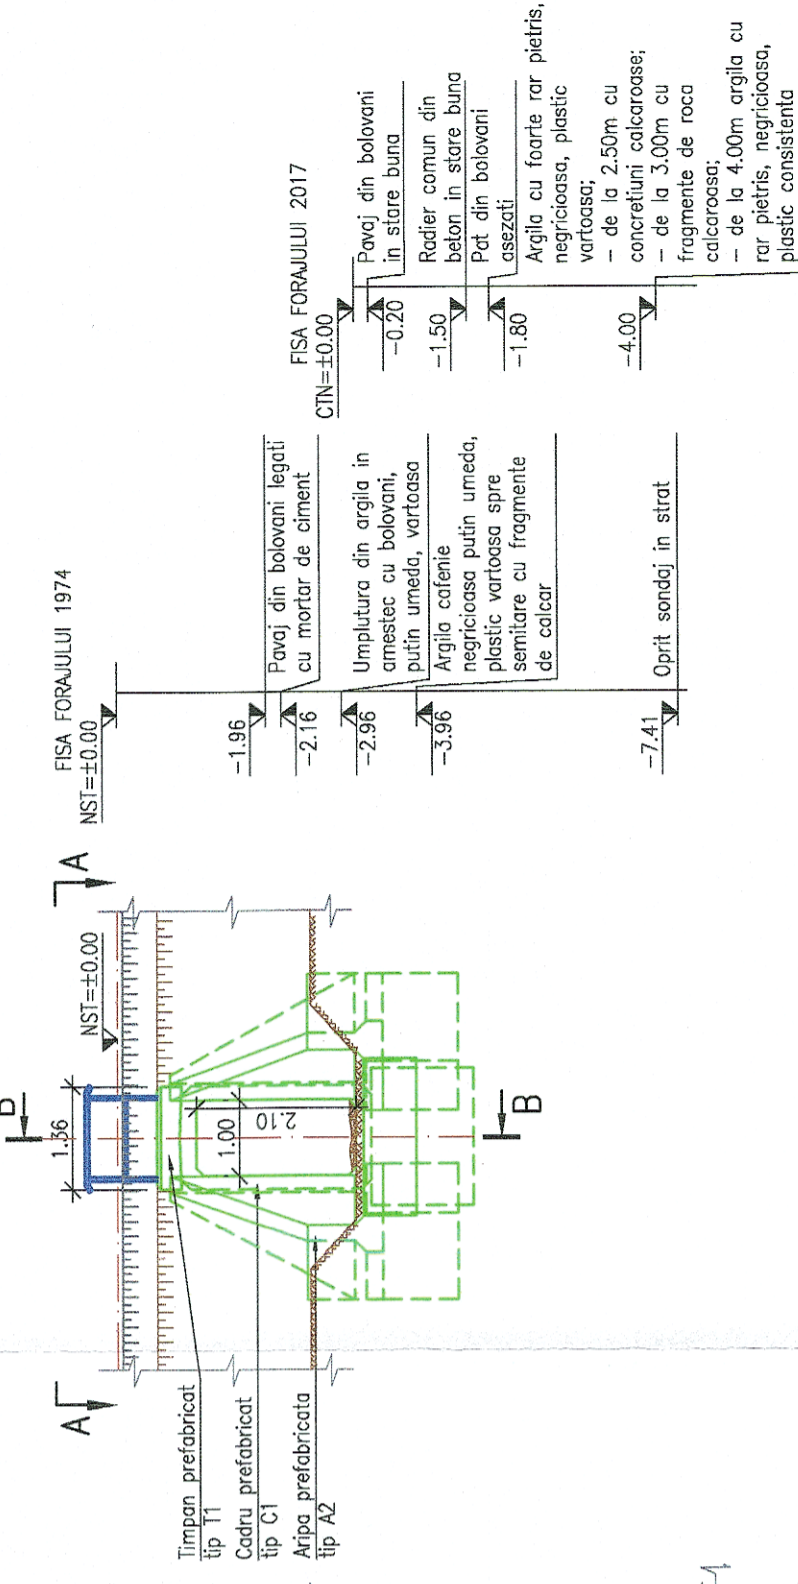 FISA FORAJULUI 1974
NST=±0.00
-1.96
-2.16
Pavaj din bolovani legati
cu mortar de ciment
-2.96
Umplutura din argila in
amestec cu bolovani,
putin umeda, vartoasa
-3.96
Argila cafenie
negricioasa putin umeda,
plastic vartoasa spre
semitare cu fragmente
de calcar
-7.41
Oprit sondaj in strat
FISA FORAJULUI 2017
CTN=±0.00
-0.20
Pavaj din bolovani
in stare buna
-1.50
Radier comun din
beton in stare buna
-1.80
Pat din bolovani
asezati
Argila cu foarte rar pietris,
negricioasa, plastic
vartoasa;
- de la 2.50m cu
concretiuni calcaroase;
- de la 3.00m cu
fragmente de roca
calcaroasa;
-4.00
- de la 4.00m argila cu
rar pietris, negricioasa,
plastic consistenta
A
A
B
B
NST=±0.00
1.36
1.00
2.10
Timpan prefabricat
tip T1
Cadru prefabricat
tip C1
Aripa prefabricata
tip A2